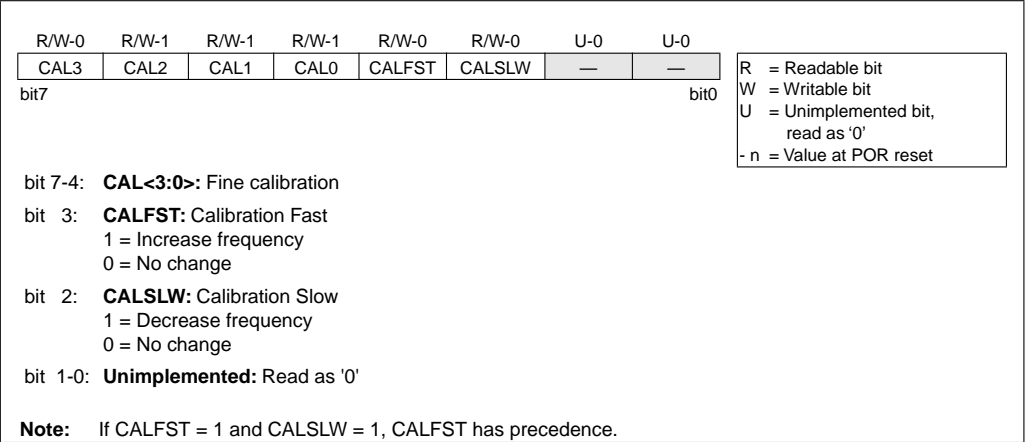 R/W-0 R/W-1 R/W-1 R/W-1 R/W-0 R/W-0 U-0 U-0
CAL3 CAL2 CAL1 CAL0 CALFST CALSLW — —
bit7 bit0
R = Readable bit
W = Writable bit
U = Unimplemented bit,
read as ‘0’
- n = Value at POR reset
bit 7-4: CAL<3:0>: Fine calibration
bit 3: CALFST: Calibration Fast
1 = Increase frequency
0 = No change
bit 2: CALSLW: Calibration Slow
1 = Decrease frequency
0 = No change
bit 1-0: Unimplemented: Read as '0'
Note: If CALFST = 1 and CALSLW = 1, CALFST has precedence.